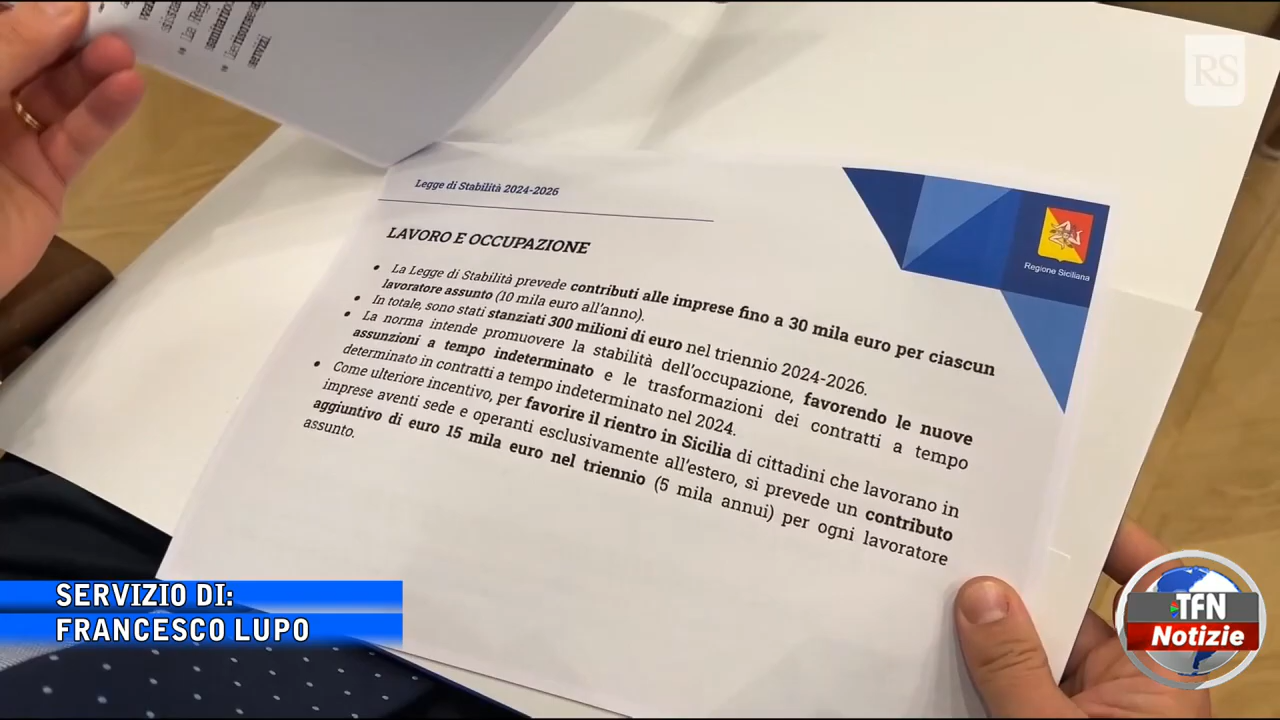 RS
servizi
Legge di Stabilità 2024-2026
Regione Siciliana
LAVORO E OCCUPAZIONE
• La Legge di Stabilità prevede contributi alle imprese fino a 30 mila euro per ciascun
lavoratore assunto (10 mila euro all'anno).
• In totale, sono stati stanziati 300 milioni di euro nel triennio 2024-2026.
• La norma intende promuovere la stabilità dell'occupazione, favorendo le nuove
assunzioni a tempo indeterminato e le trasformazioni dei contratti a tempo
determinato in contratti a tempo indeterminato nel 2024.
• Come ulteriore incentivo, per favorire il rientro in Sicilia di cittadini che lavorano in
imprese aventi sede e operanti esclusivamente all'estero, si prevede un contributo
aggiuntivo di euro 15 mila euro nel triennio (5 mila annui) per ogni lavoratore
assunto.
SERVIZIO DI:
FRANCESCO LUPO
TFN
Notizie